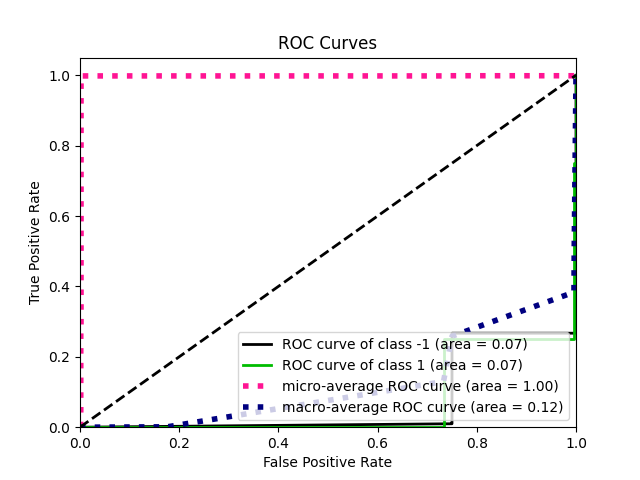 ROC Curves
True Positive Rate
1.0
0.8
0.6
0.4
0.2
0.0
ROC curve of class -1 (area = 0.07)
ROC curve of class 1 (area = 0.07)
micro-average ROC curve (area = 1.00)
macro-average ROC curve (area = 0.12)
0.0 0.2 0.4 0.6 0.8 1.0
False Positive Rate